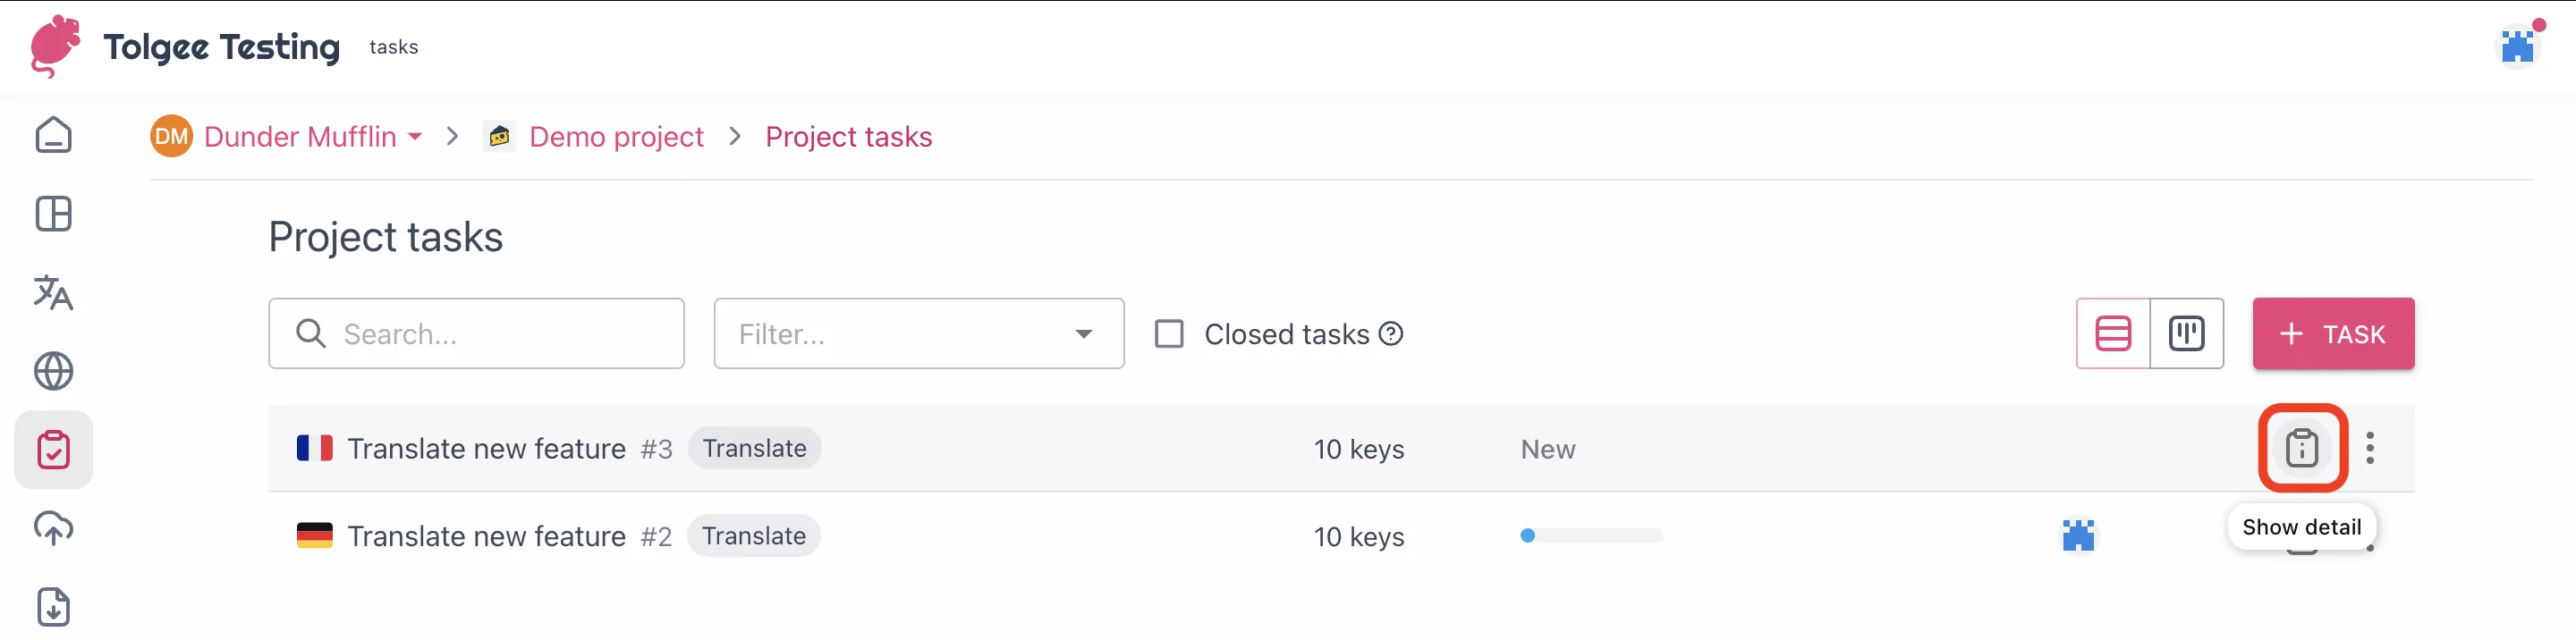 Tolgee Testing tasks
DM Dunder Mufflin > Demo project > Project tasks
Project tasks
Search... Filter... Closed tasks ? + TASK
Translate new feature #3 Translate 10 keys New
Translate new feature #2 Translate 10 keys
Show detail